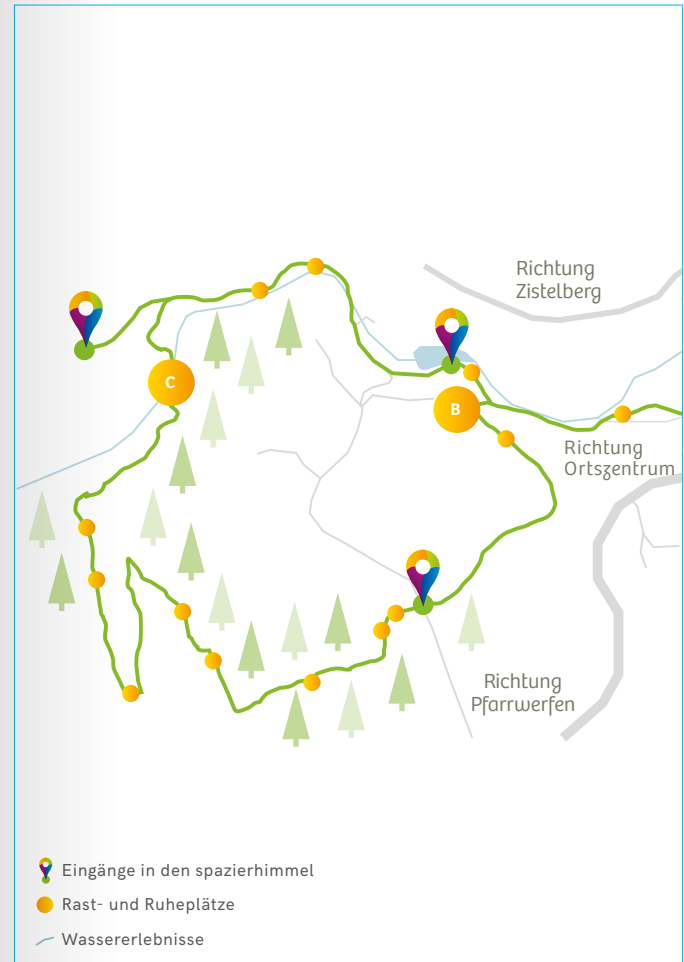 Richtung
Zistelberg
C
B
Richtung
Ortszentrum
Richtung
Pfarrwerfen
Eingänge in den spazierhimmel
Rast- und Ruheplätze
Wassererlebnisse